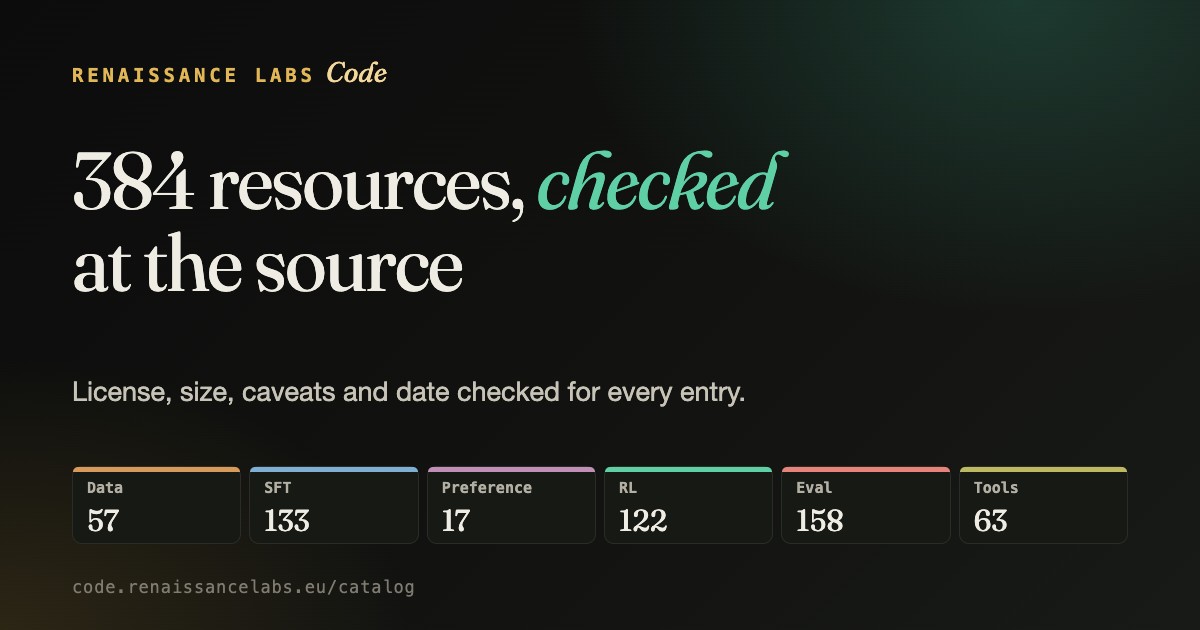 RENAISSANCE LABS Code
384 resources, checked
at the source
License, size, caveats and date checked for every entry.
Data
57
SFT
133
Preference
17
RL
122
Eval
158
Tools
63
code.renaissancelabs.eu/catalog